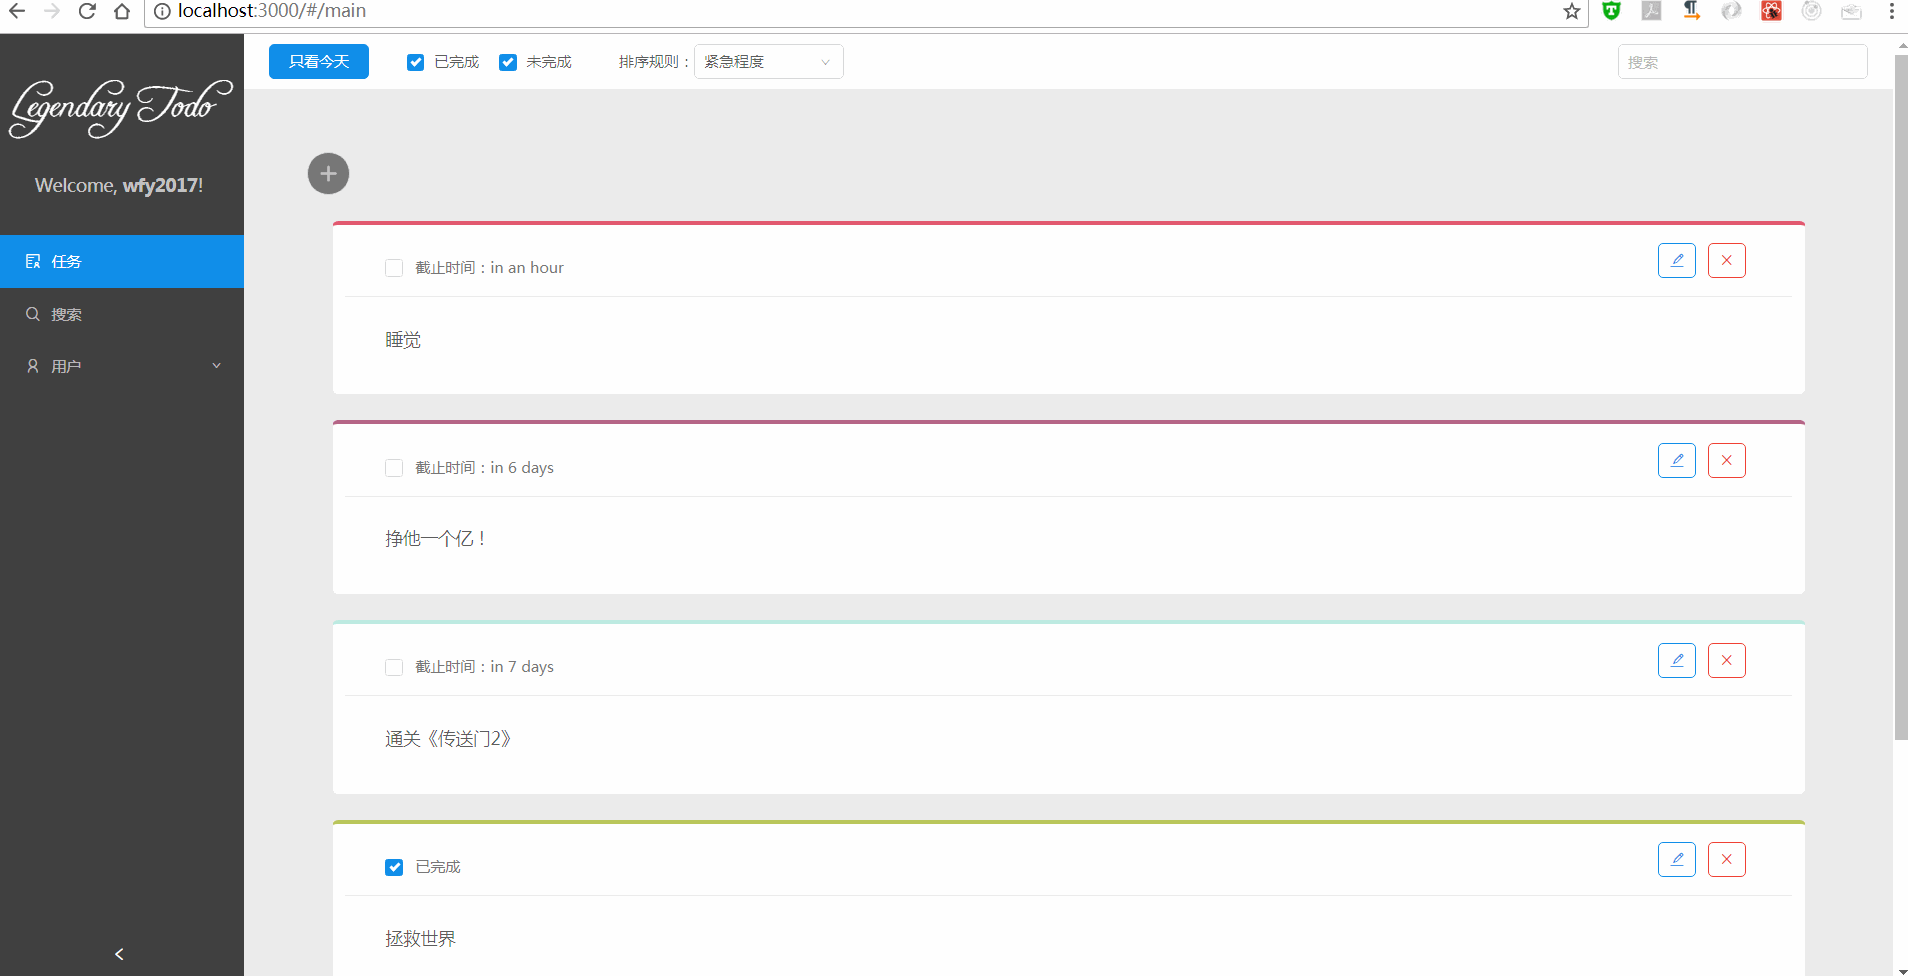 localhost:3000/#/main
只看今天 已完成 未完成 排序规则：紧急程度 搜索
Legendary Todo
Welcome, wfy2017!
任务
搜索
用户
截止时间：in an hour
睡觉
截止时间：in 6 days
挣他一个亿！
截止时间：in 7 days
通关《传送门2》
已完成
拯救世界